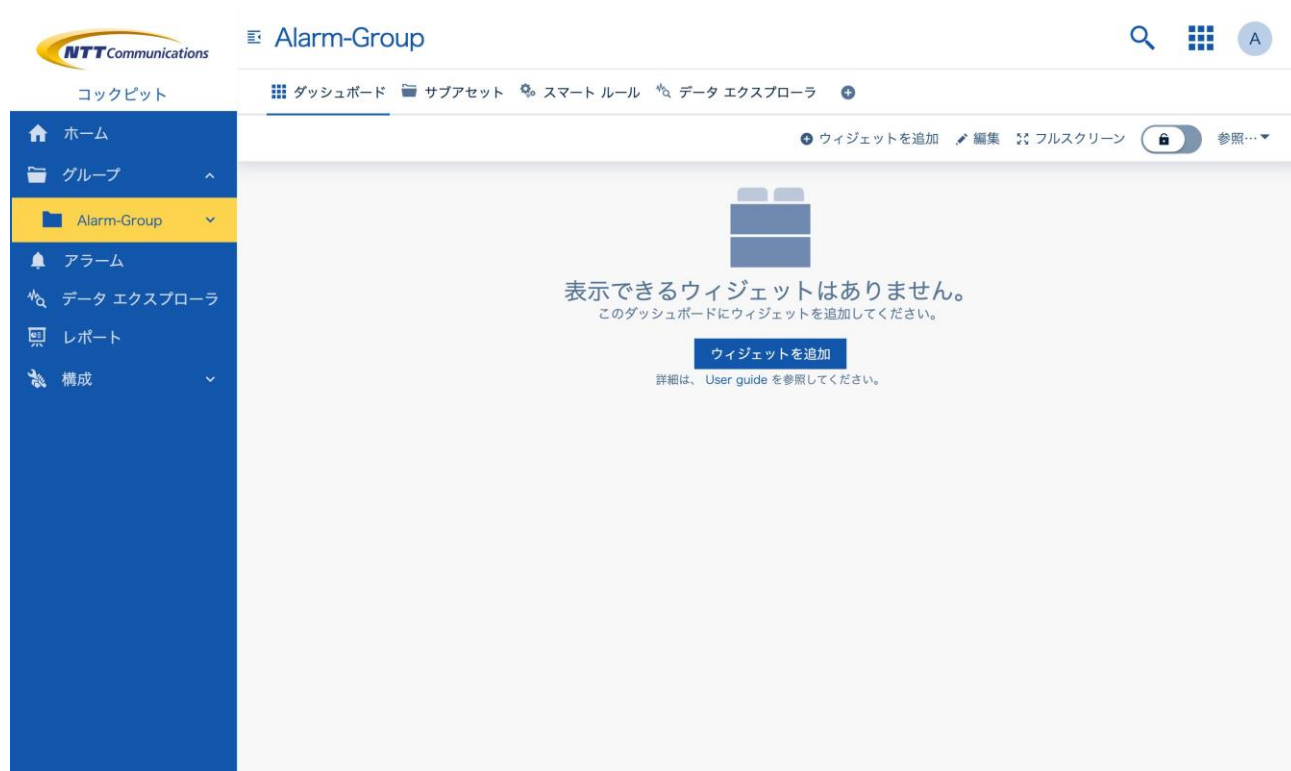 NTT Communications
コックピット
ホーム
グループ
Alarm-Group
アラーム
データ エクスプローラ
レポート
構成
Alarm-Group
A
ダッシュボード サブアセット スマート ルール データ エクスプローラ
ウィジェットを追加 編集 フルスクリーン 参照…
表示できるウィジェットはありません。
このダッシュボードにウィジェットを追加してください。
ウィジェットを追加
詳細は、 User guide を参照してください。